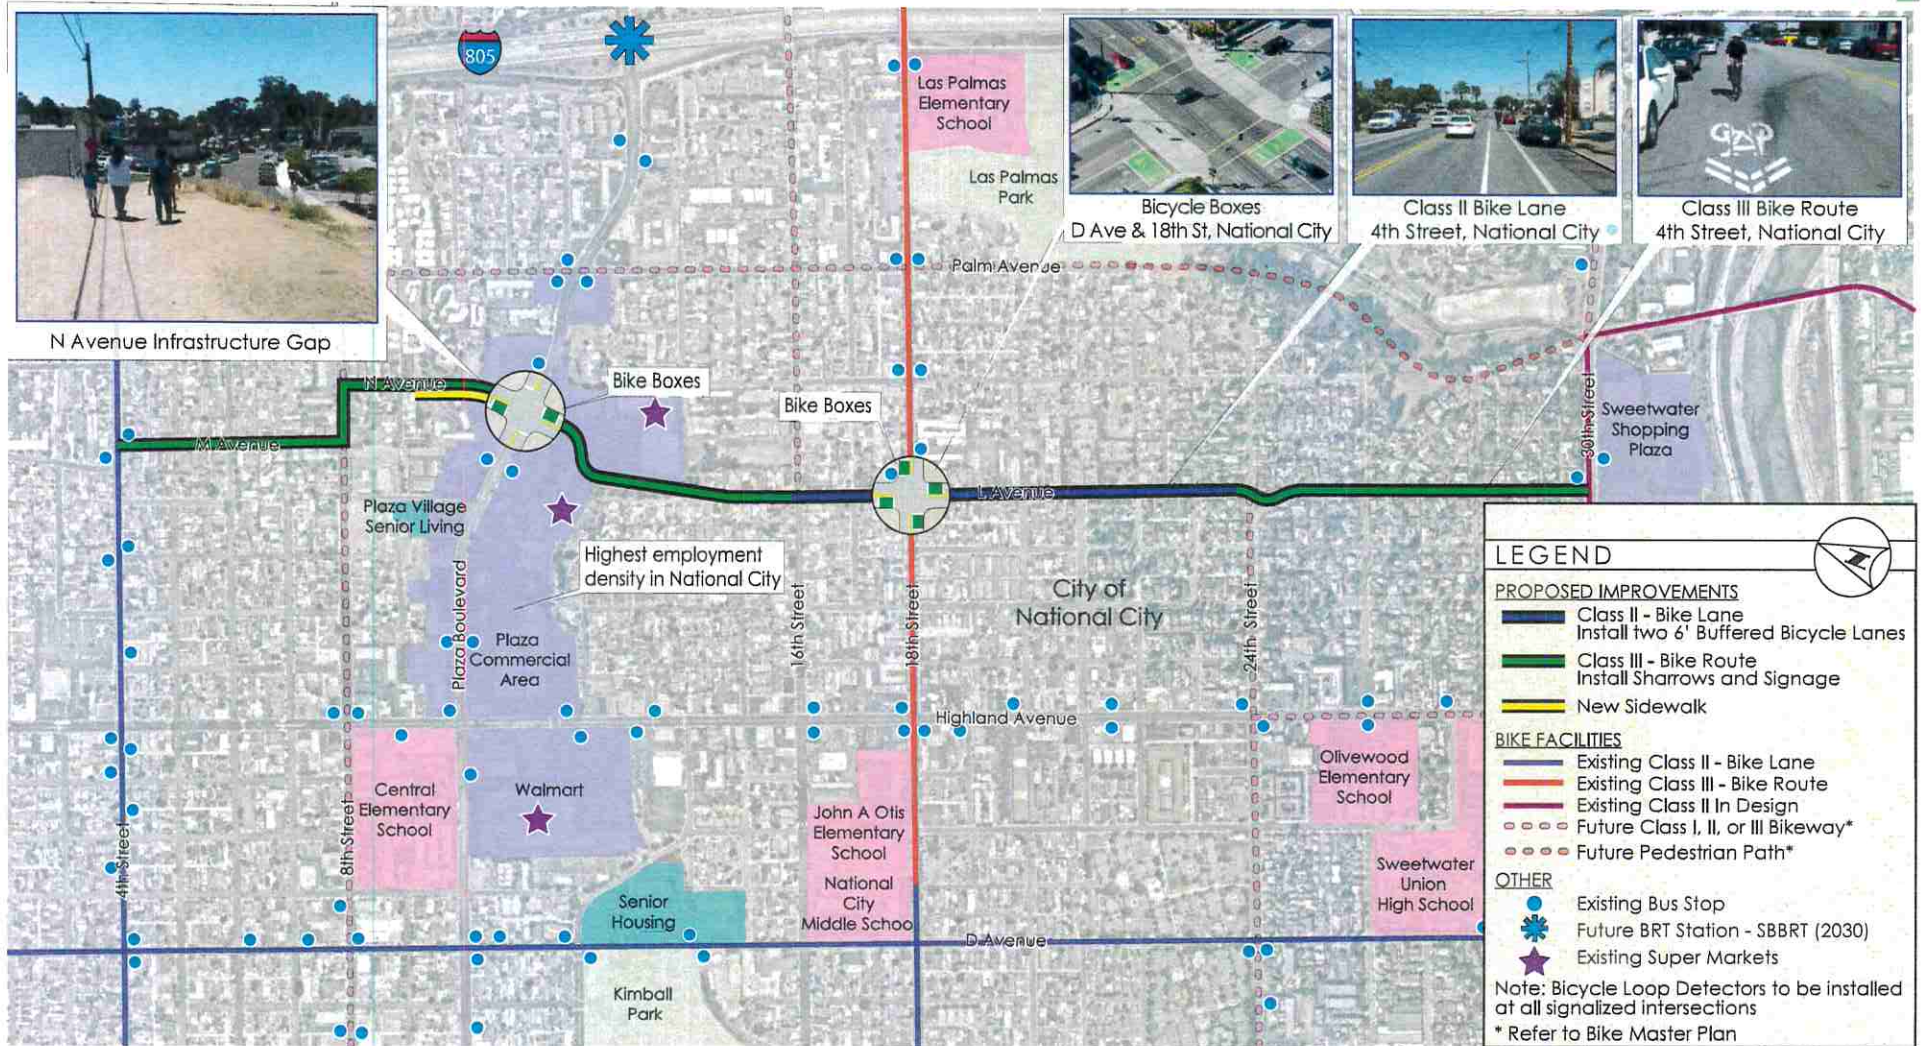 805
N Avenue Infrastructure Gap
Las Palmas
Elementary
School
Las Palmas
Park
Bicycle Boxes
D Ave & 18th St, National City
Class II Bike Lane
4th Street, National City
Class III Bike Route
4th Street, National City
Palm Avenue
N Avenue
M Avenue
Bike Boxes
Bike Boxes
L Avenue
30th Street
Sweetwater
Shopping
Plaza
Plaza Village
Senior Living
Highest employment
density in National City
City of
National City
Plaza Boulevard
Plaza
Commercial
Area
16th Street
18th Street
24th Street
Highland Avenue
4th Street
8th Street
Central
Elementary
School
Walmart
John A Otis
Elementary
School
National
City
Middle School
Olivewood
Elementary
School
Sweetwater
Union
High School
Senior
Housing
D Avenue
Kimball
Park
LEGEND
PROPOSED IMPROVEMENTS
Class II - Bike Lane
Install two 6' Buffered Bicycle Lanes
Class III - Bike Route
Install Sharrows and Signage
New Sidewalk
BIKE FACILITIES
Existing Class II - Bike Lane
Existing Class III - Bike Route
Existing Class II In Design
Future Class I, II, or III Bikeway*
Future Pedestrian Path*
OTHER
Existing Bus Stop
Future BRT Station - SBBRT (2030)
Existing Super Markets
Note: Bicycle Loop Detectors to be installed
at all signalized intersections
* Refer to Bike Master Plan